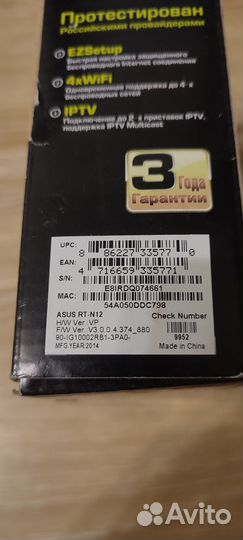 Протестирован
Российскими провайдерами
EZSetup
Быстрая настройка защищенного
беспроводного Internet соединения
4xWiFi
Одновременная поддержка до 4-х
беспроводных сетей
IPTV
Подключение до 2-х приставок IPTV,
поддержка IPTV Multicast
3 Года
Гарантии
UPC: 8 86227 33577 0
EAN: 4 716659 335771
S/N: E8IRDQ074661
MAC: 54A050DDC798
ASUS RT-N12 Check Number
H/W Ver.:VP
F/W Ver.:V3.0.0.4.374_880
90-IG10002RB1-3PA0- 9952
MFG.YEAR:2014 Made in China
Avito